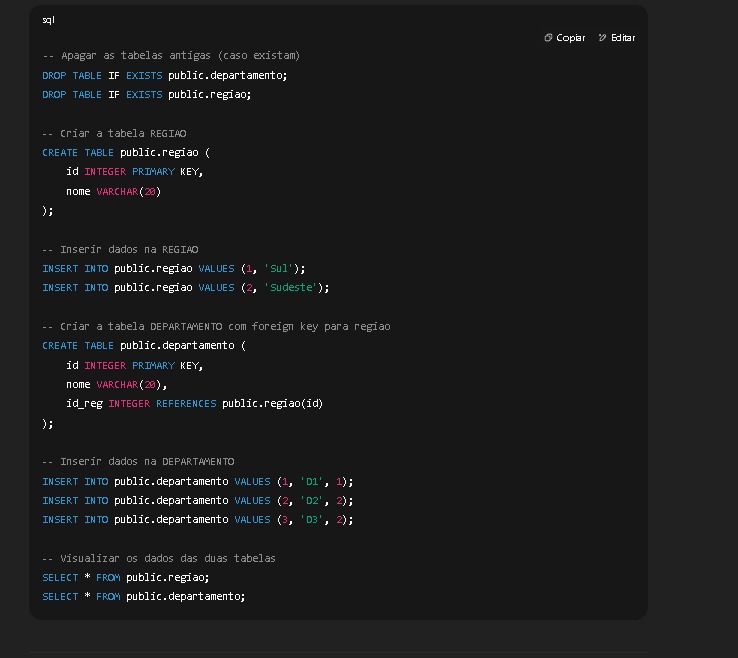 sql
Copiar Editar
-- Apagar as tabelas antigas (caso existam)
DROP TABLE IF EXISTS public.departamento;
DROP TABLE IF EXISTS public.regiao;
-- Criar a tabela REGIAO
CREATE TABLE public.regiao (
    id INTEGER PRIMARY KEY,
    nome VARCHAR(20)
);
-- Inserir dados na REGIAO
INSERT INTO public.regiao VALUES (1, 'Sul');
INSERT INTO public.regiao VALUES (2, 'Sudeste');
-- Criar a tabela DEPARTAMENTO com foreign key para regiao
CREATE TABLE public.departamento (
    id INTEGER PRIMARY KEY,
    nome VARCHAR(20),
    id_reg INTEGER REFERENCES public.regiao(id)
);
-- Inserir dados na DEPARTAMENTO
INSERT INTO public.departamento VALUES (1, 'D1', 1);
INSERT INTO public.departamento VALUES (2, 'D2', 2);
INSERT INTO public.departamento VALUES (3, 'D3', 2);
-- Visualizar os dados das duas tabelas
SELECT * FROM public.regiao;
SELECT * FROM public.departamento;